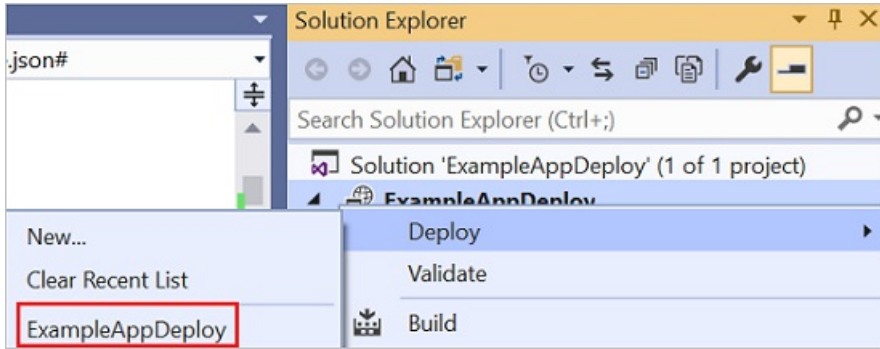 Solution Explorer
.json#
Search Solution Explorer (Ctrl+;)
Solution 'ExampleAppDeploy' (1 of 1 project)
ExampleAppDeploy
New...
Deploy
Clear Recent List
Validate
ExampleAppDeploy
Build